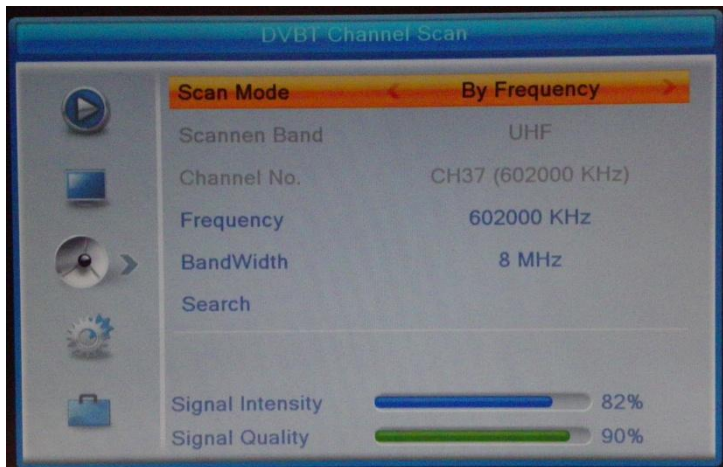 DVBT Channel Scan
Scan Mode By Frequency
Scannen Band UHF
Channel No. CH37 (602000 KHz)
Frequency 602000 KHz
BandWidth 8 MHz
Search
Signal Intensity 82%
Signal Quality 90%